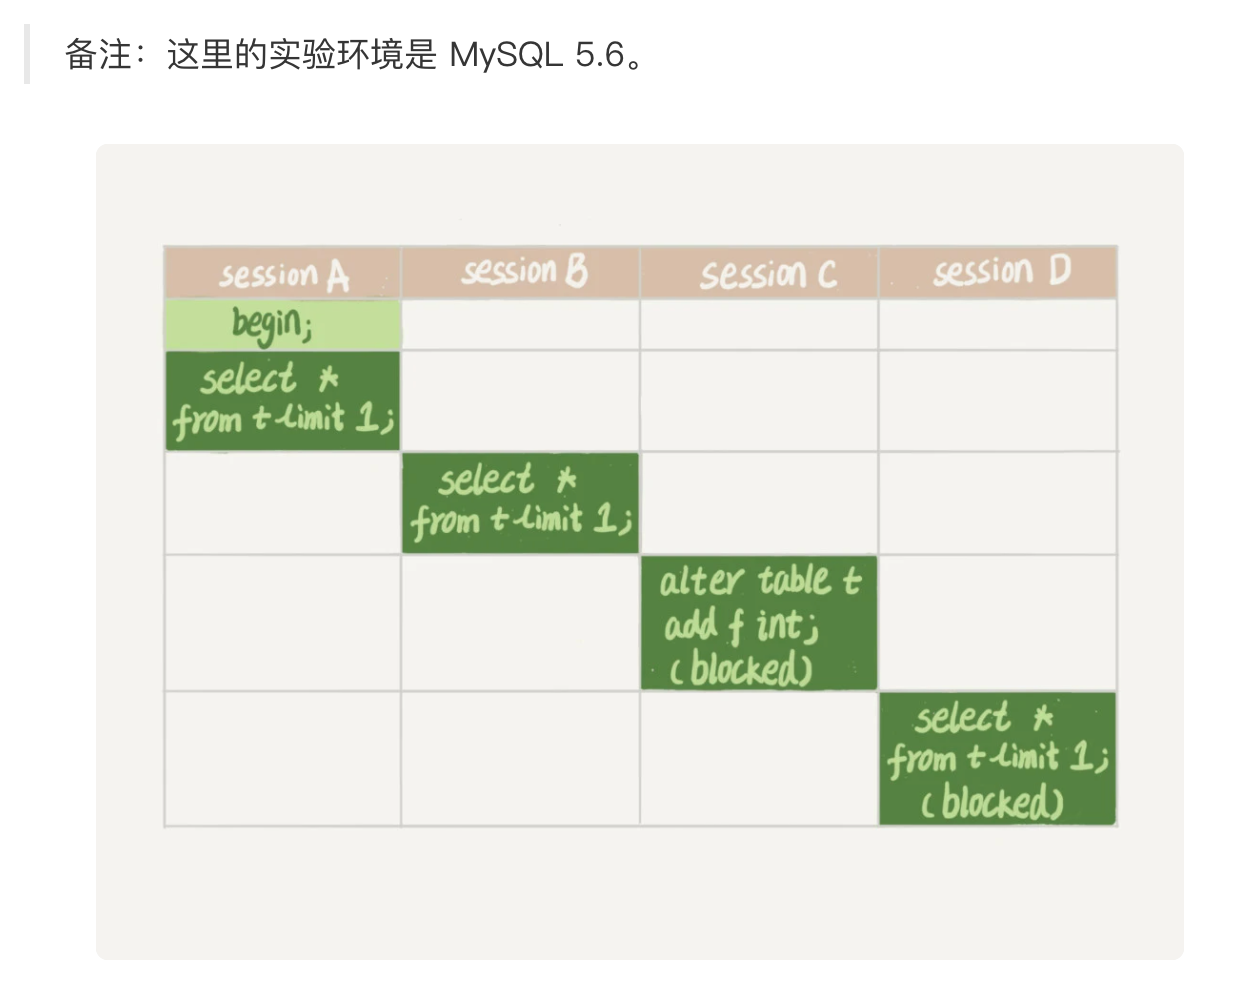 备注：这里的实验环境是 MySQL 5.6。
session A session B session C session D
begin;
select *
from t limit 1;
select *
from t limit 1;
alter table t
add f int;
(blocked)
select *
from t limit 1;
(blocked)